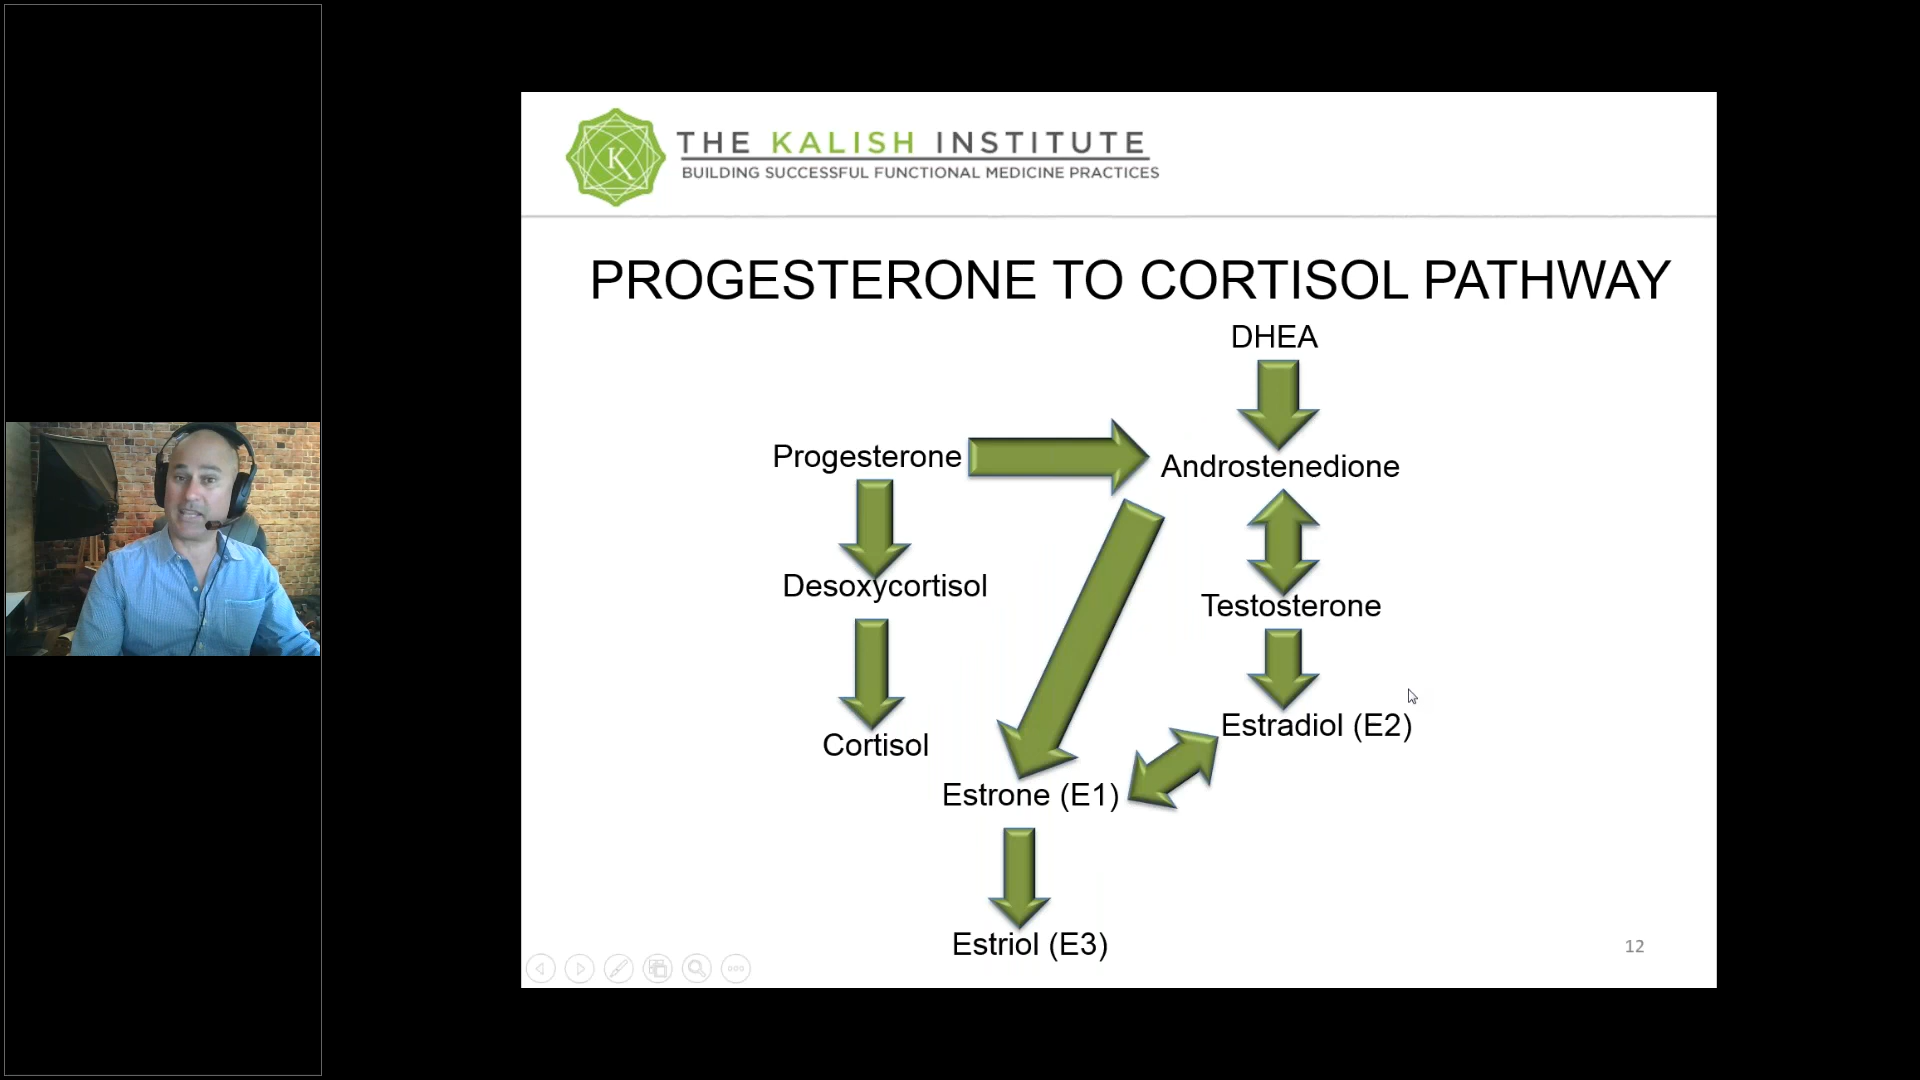 K
THE KALISH INSTITUTE
BUILDING SUCCESSFUL FUNCTIONAL MEDICINE PRACTICES
PROGESTERONE TO CORTISOL PATHWAY
DHEA
Progesterone
Androstenedione
Desoxycortisol
Testosterone
Estradiol (E2)
Cortisol
Estrone (E1)
Estriol (E3)
12